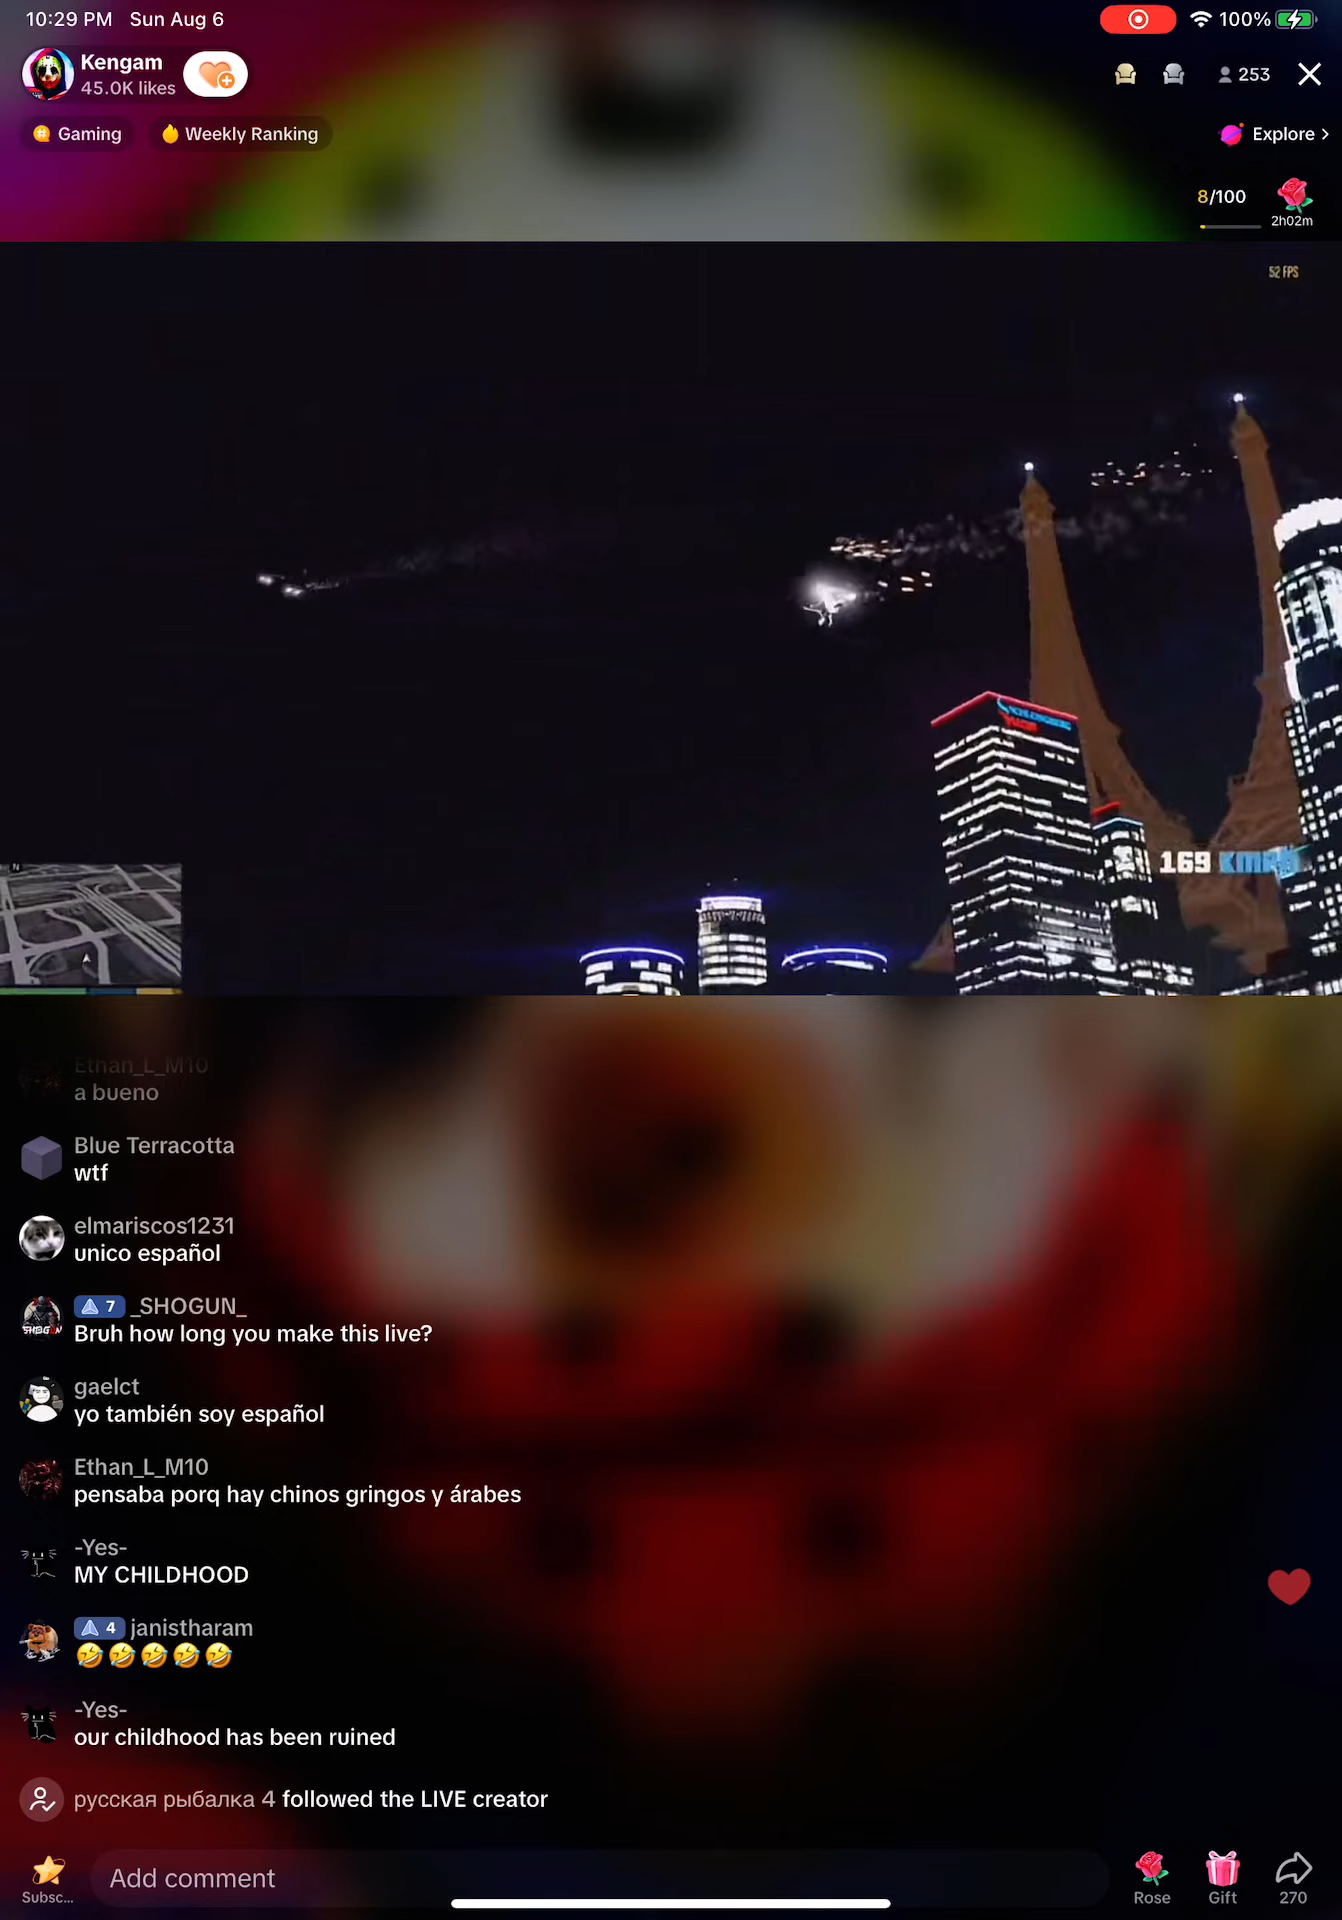 10:29 PM Sun Aug 6
100%
Kengam
45.0K likes
253
Gaming
Weekly Ranking
Explore >
8/100
2h02m
52 FPS
N
169 KMPH
Ethan_L_M10
a bueno
Blue Terracotta
wtf
elmariscos1231
unico español
7 _SHOGUN_
Bruh how long you make this live?
gaelct
yo también soy español
Ethan_L_M10
pensaba porq hay chinos gringos y árabes
-Yes-
MY CHILDHOOD
4 janistharam
🤣🤣🤣🤣🤣
-Yes-
our childhood has been ruined
русская рыбалка 4 followed the LIVE creator
Subsc...
Add comment
Rose
Gift
270